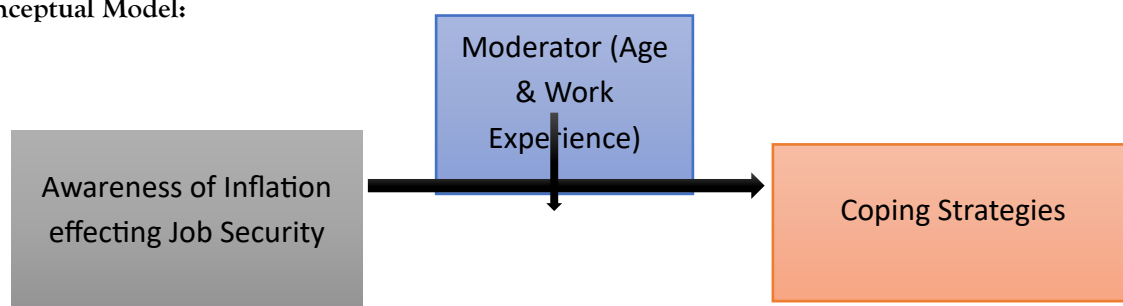 nceptual Model:
Moderator (Age
& Work
Experience)
Awareness of Inflation
effecting Job Security
Coping Strategies